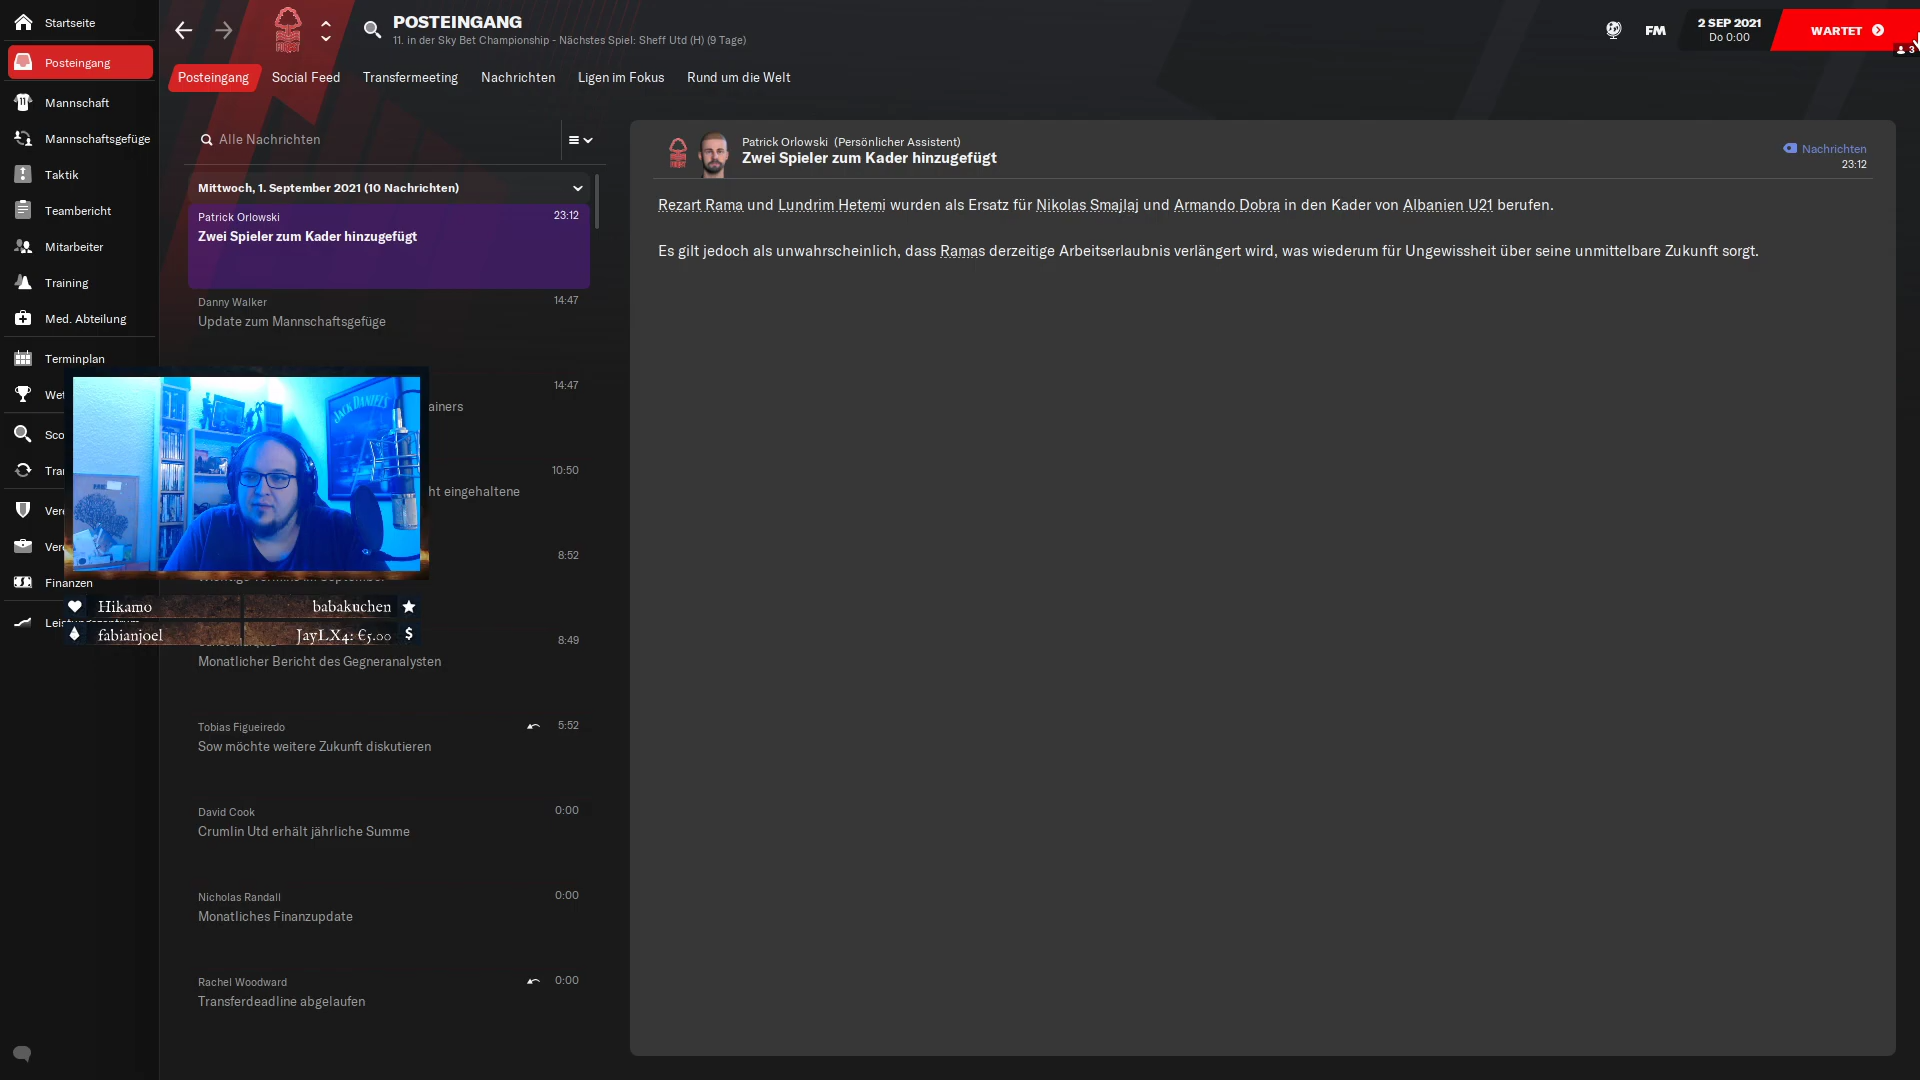 Startseite
Posteingang
Mannschaft
Mannschaftsgefüge
Taktik
Teambericht
Mitarbeiter
Training
Med. Abteilung
Terminplan
Finanzen
POSTEINGANG
11. in der Sky Bet Championship - Nächstes Spiel: Sheff Utd (H) (9 Tage)
FM
2 SEP 2021
Do 0:00
WARTET
3
Posteingang Social Feed Transfermeeting Nachrichten Ligen im Fokus Rund um die Welt
Alle Nachrichten
Mittwoch, 1. September 2021 (10 Nachrichten)
Patrick Orlowski 23:12
Zwei Spieler zum Kader hinzugefügt
Danny Walker 14:47
Update zum Mannschaftsgefüge
14:47
ainers
10:50
ht eingehaltene
8:52
8:49
Monatlicher Bericht des Gegneranalysten
Tobias Figueiredo 5:52
Sow möchte weitere Zukunft diskutieren
David Cook 0:00
Crumlin Utd erhält jährliche Summe
Nicholas Randall 0:00
Monatliches Finanzupdate
Rachel Woodward 0:00
Transferdeadline abgelaufen
JACK DANIEL'S
Hikamo babakuchen
fabianjoel JayLX4: €5.00 $
Patrick Orlowski (Persönlicher Assistent)
Zwei Spieler zum Kader hinzugefügt
Nachrichten
23:12
Rezart Rama und Lundrim Hetemi wurden als Ersatz für Nikolas Smajlaj und Armando Dobra in den Kader von Albanien U21 berufen.
Es gilt jedoch als unwahrscheinlich, dass Ramas derzeitige Arbeitserlaubnis verlängert wird, was wiederum für Ungewissheit über seine unmittelbare Zukunft sorgt.